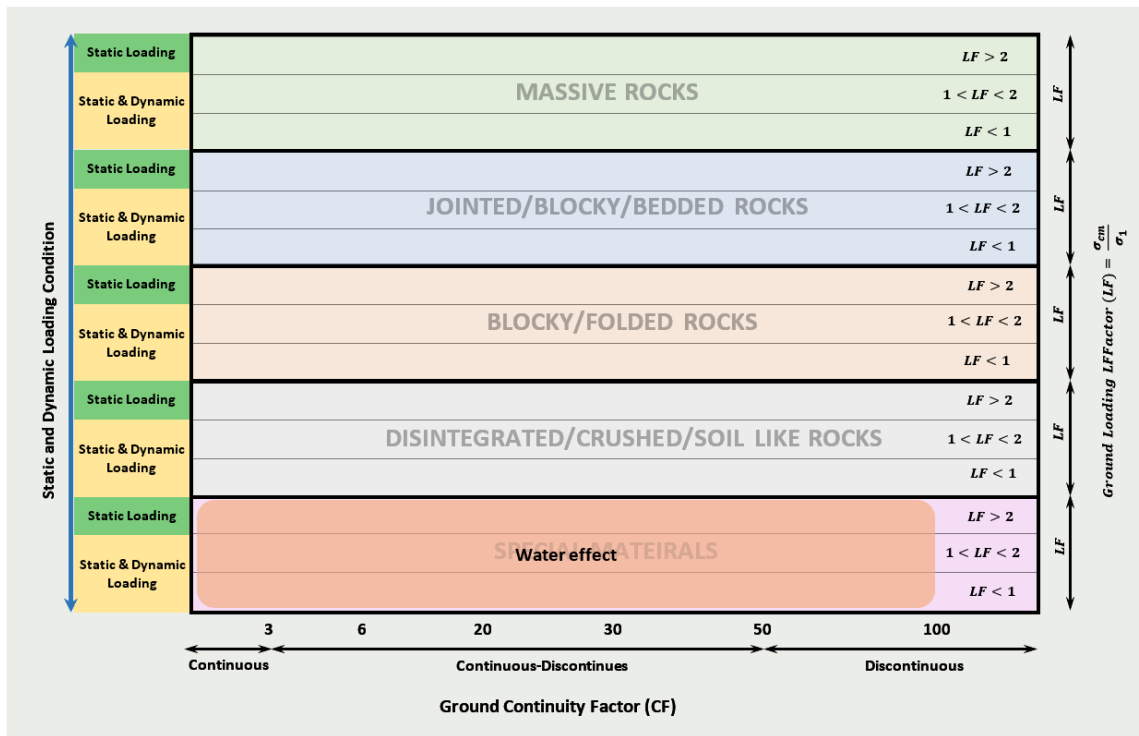 Static and Dynamic Loading Condition
Static Loading
Static & Dynamic
Loading
MASSIVE ROCKS
LF > 2
1 < LF < 2
LF < 1
LF
Static Loading
Static & Dynamic
Loading
JOINTED/BLOCKY/BEDDED ROCKS
LF > 2
1 < LF < 2
LF < 1
LF
Static Loading
Static & Dynamic
Loading
BLOCKY/FOLDED ROCKS
LF > 2
1 < LF < 2
LF < 1
LF
Static Loading
Static & Dynamic
Loading
DISINTEGRATED/CRUSHED/SOIL LIKE ROCKS
LF > 2
1 < LF < 2
LF < 1
LF
Static Loading
Static & Dynamic
Loading
SPECIAL MATEIRALS
Water effect
LF > 2
1 < LF < 2
LF < 1
LF
Ground Loading LFFactor (LF) = σcm/σ1
3 6 20 30 50 100
Continuous Continuous-Discontinues Discontinuous
Ground Continuity Factor (CF)